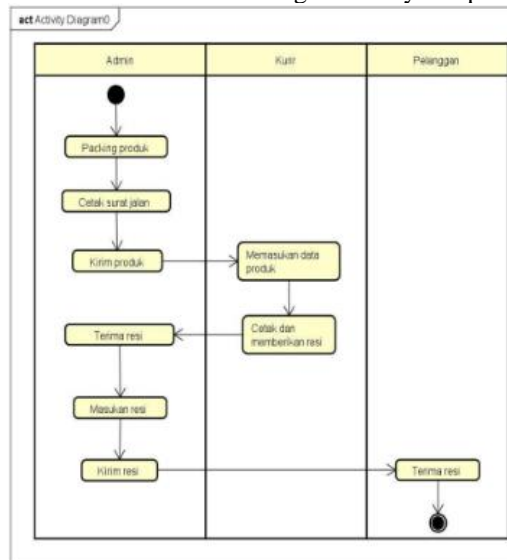 act Activity Diagram0
Admin
Kurir
Pelanggan
Packing produk
Cetak surat jalan
Kirim produk
Memasukan data
produk
Cetak dan
memberikan resi
Terima resi
Masukan resi
Kirim resi
Terima resi